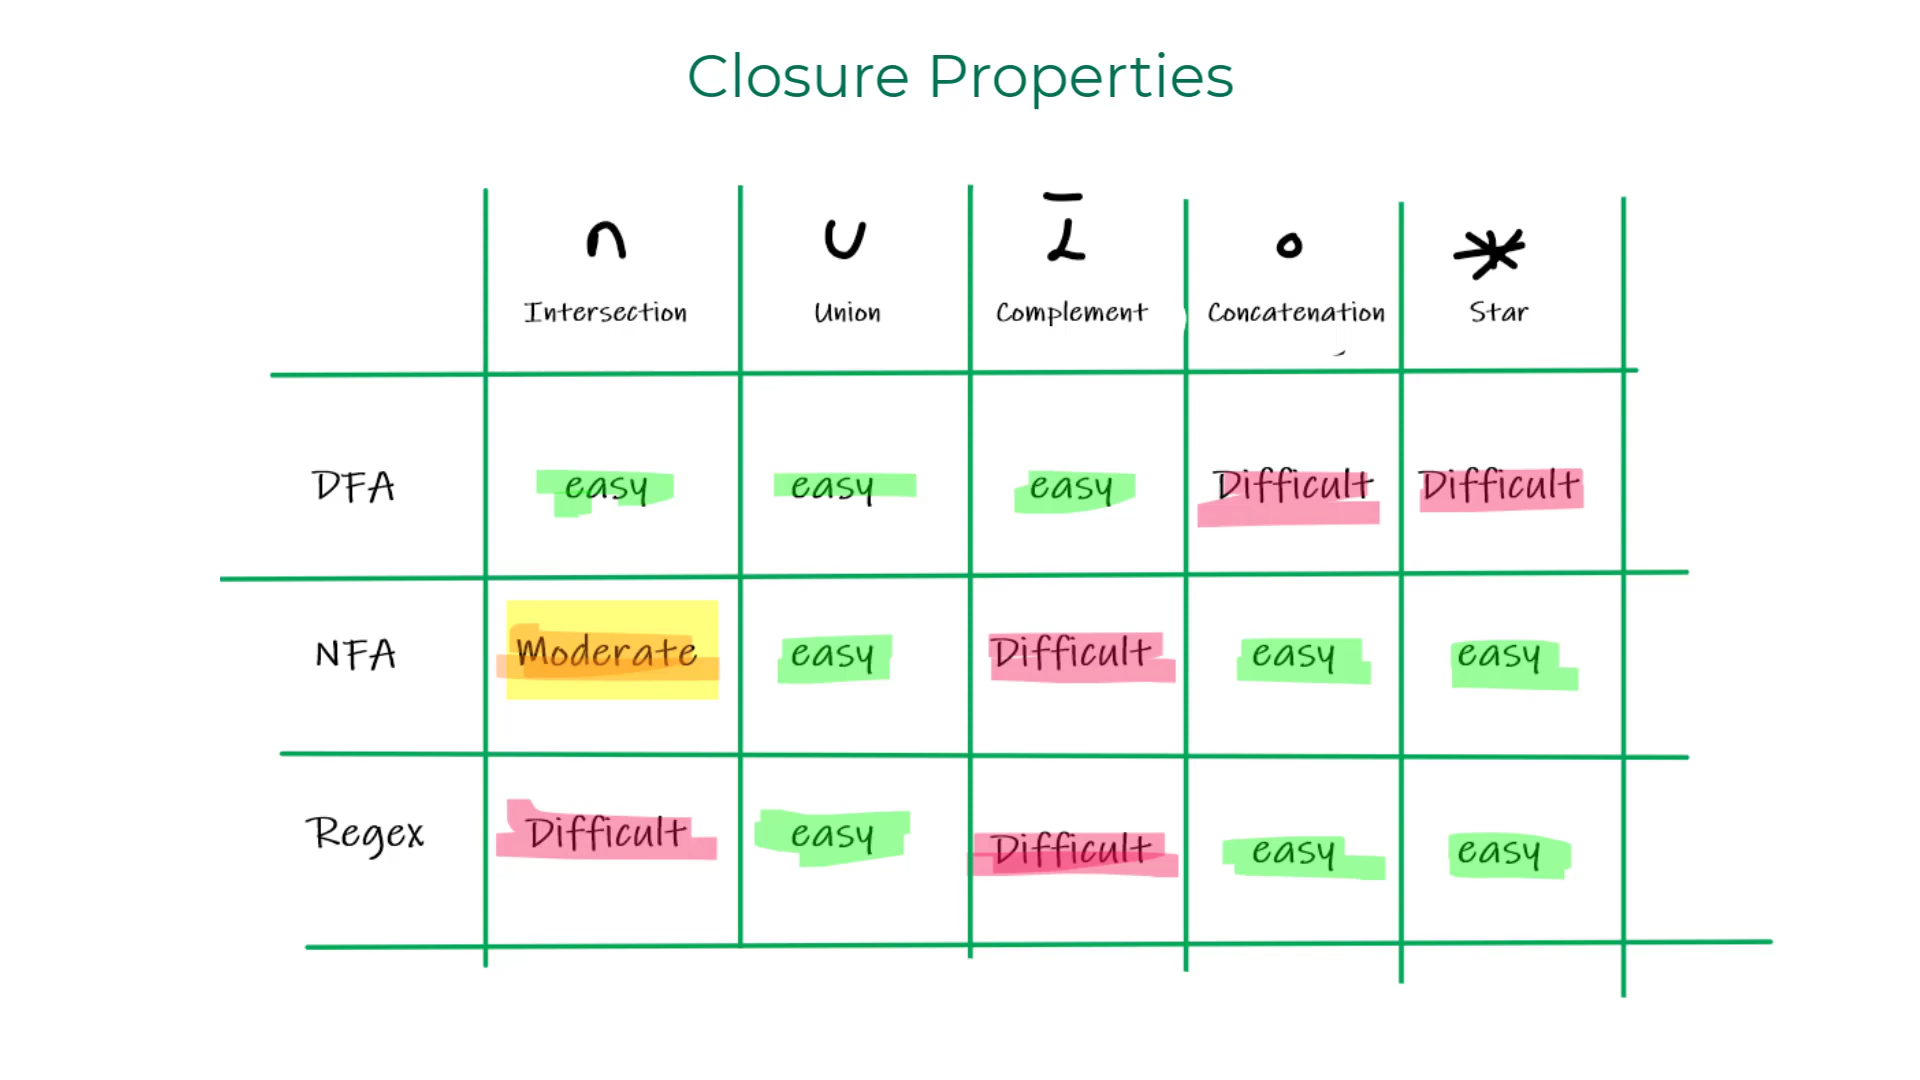 Closure Properties
∩ ∪ L̅ ∘ *
Intersection Union Complement Concatenation Star
DFA easy easy easy Difficult Difficult
NFA Moderate easy Difficult easy easy
Regex Difficult easy Difficult easy easy